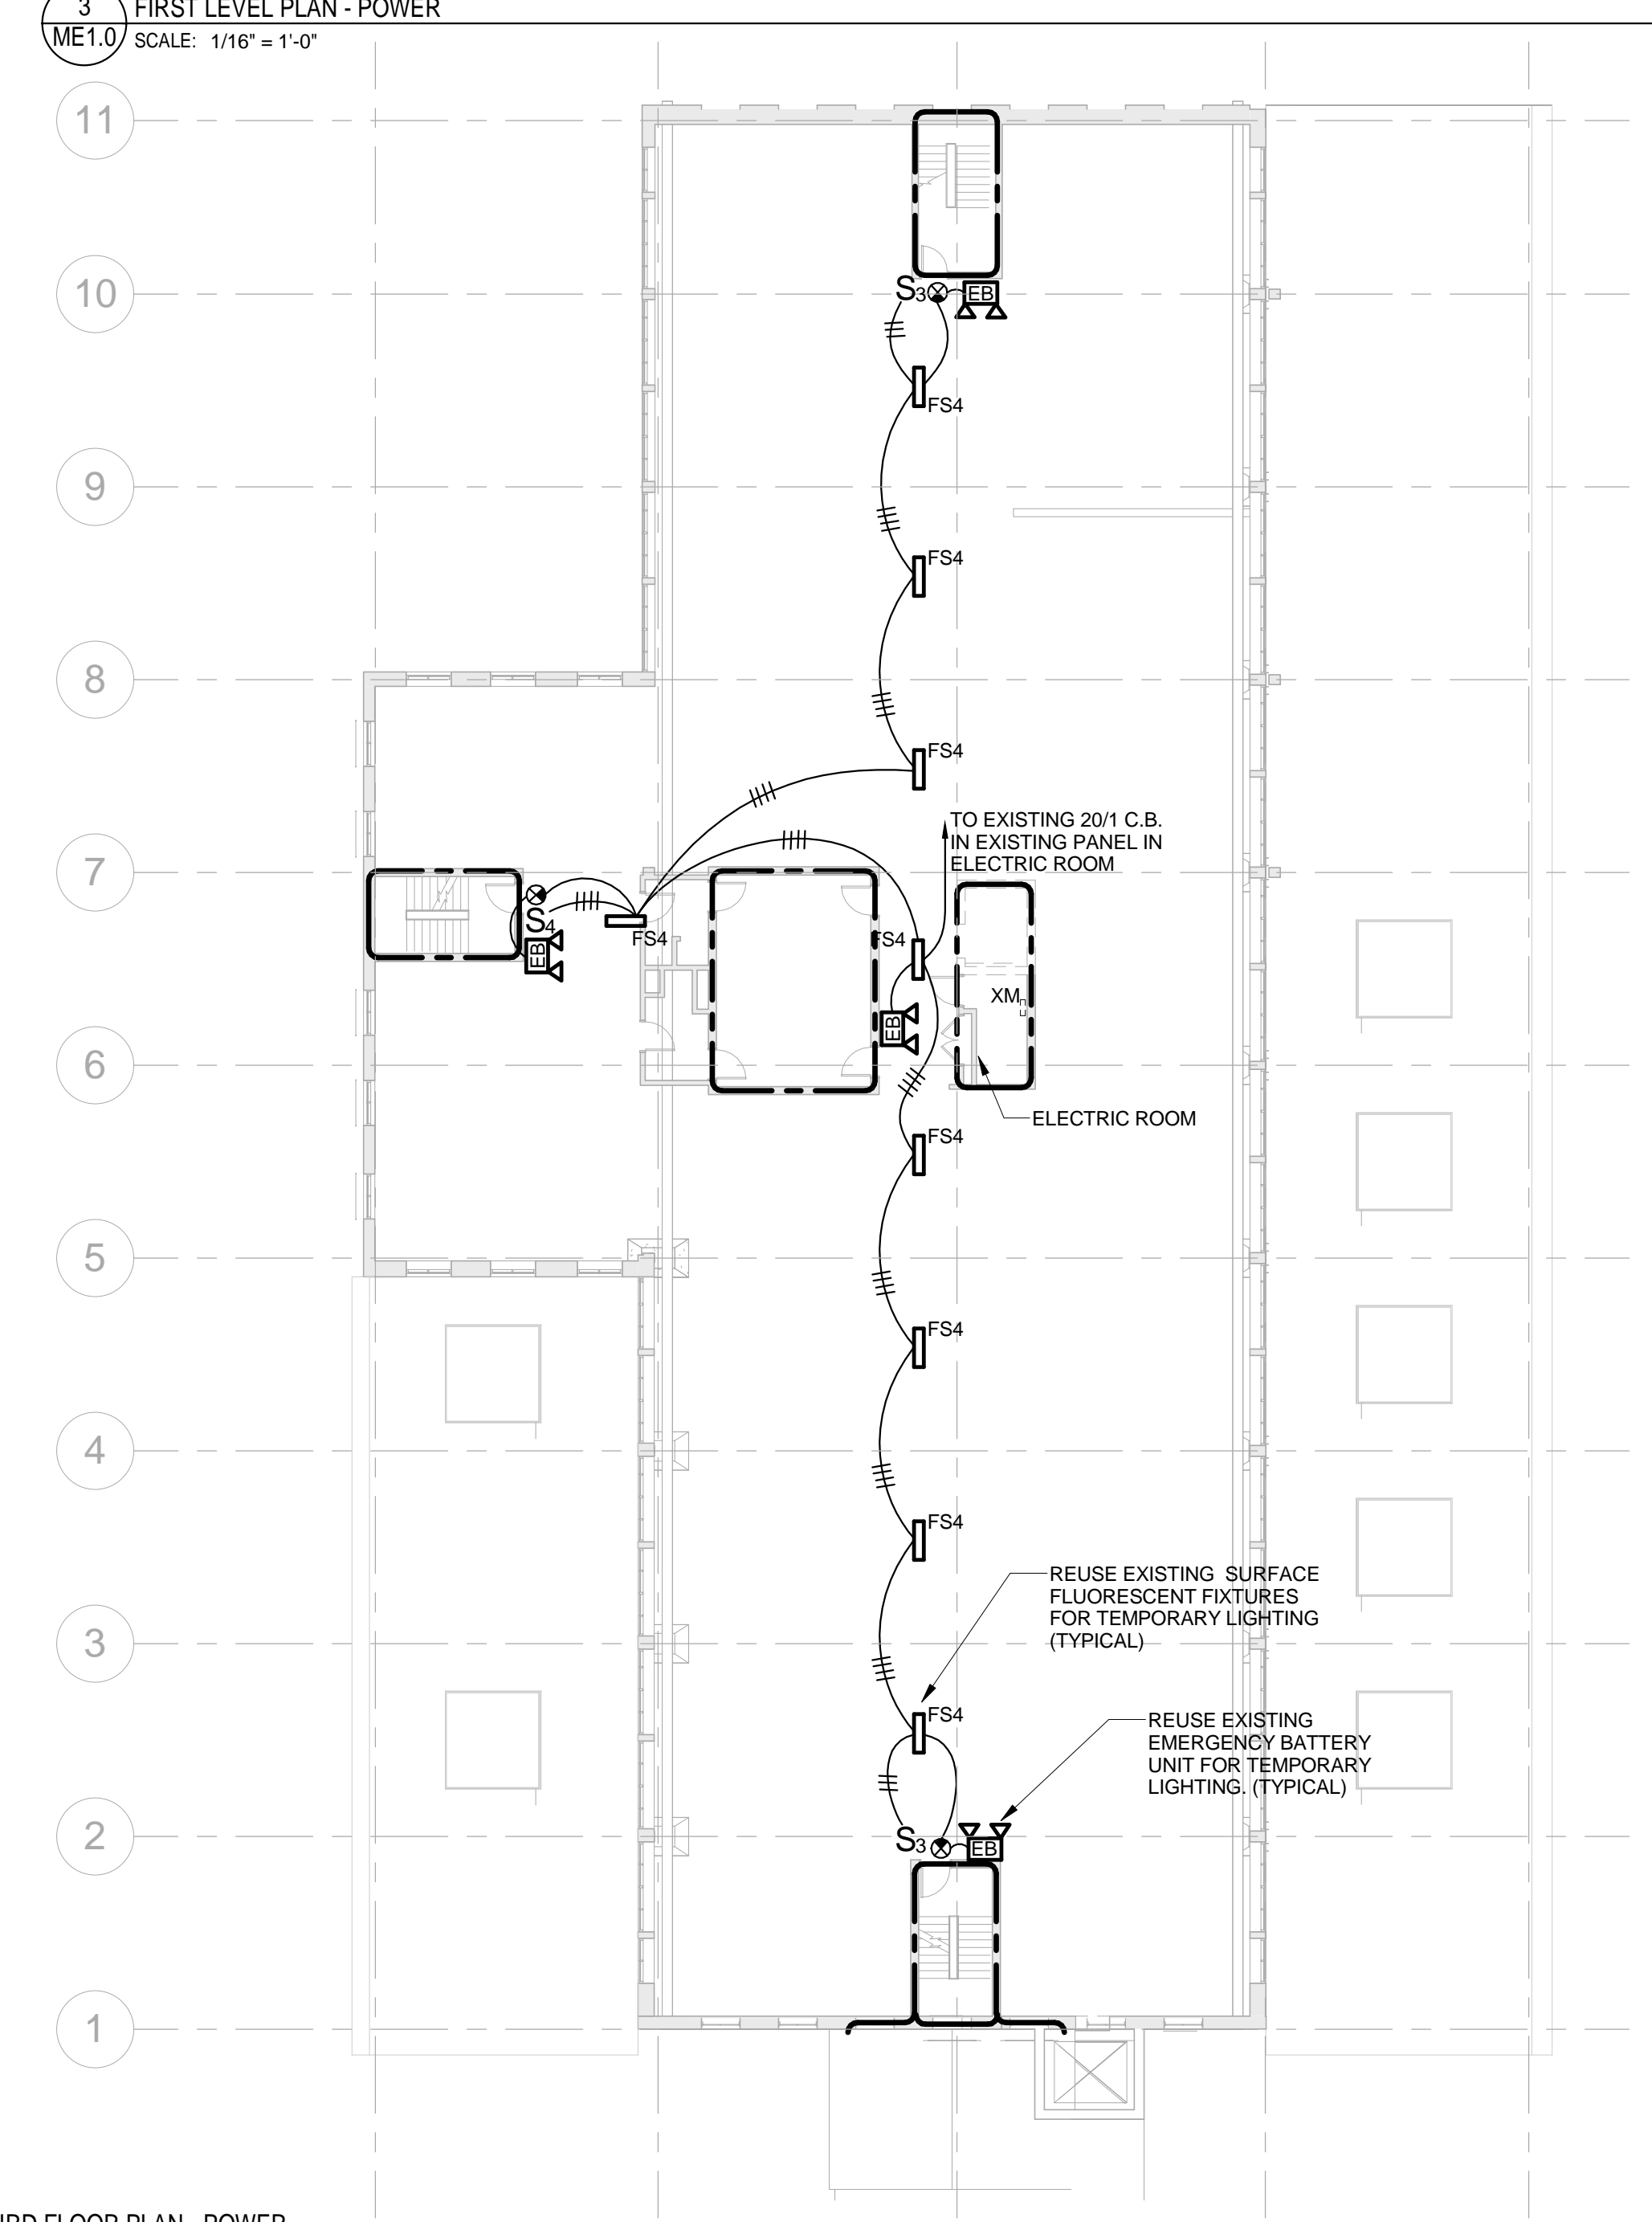 3
FIRST LEVEL PLAN - POWER
ME1.0
SCALE: 1/16" = 1'-0"
11
10
S3
EB
FS4
9
FS4
8
FS4
TO EXISTING 20/1 C.B.
IN EXISTING PANEL IN
ELECTRIC ROOM
7
S4
EB
FS4
FS4
XM
EB
6
ELECTRIC ROOM
FS4
5
FS4
4
FS4
REUSE EXISTING SURFACE
FLUORESCENT FIXTURES
FOR TEMPORARY LIGHTING
(TYPICAL)
3
FS4
REUSE EXISTING
EMERGENCY BATTERY
UNIT FOR TEMPORARY
LIGHTING. (TYPICAL)
2
S3
EB
1
FLOOR PLAN - POWER